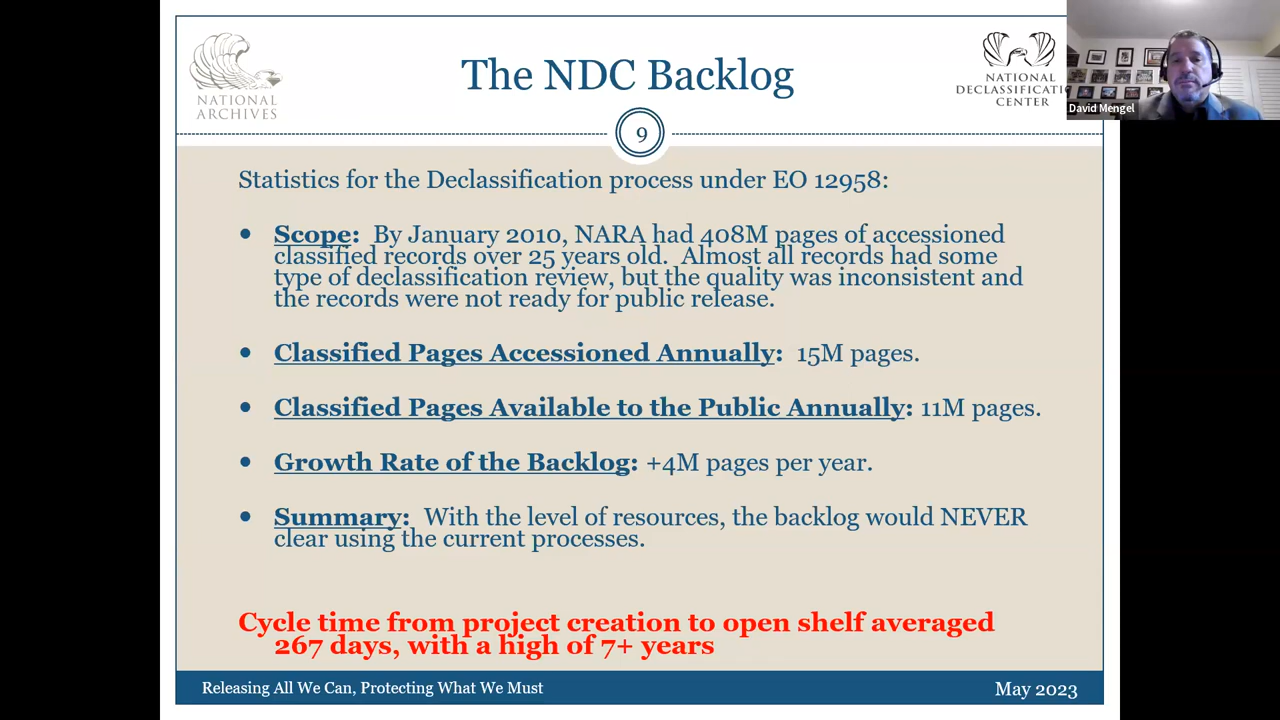 NATIONAL
ARCHIVES
The NDC Backlog
NATIONAL
DECLASSIFICATI
CENTER
David Mengel
9
Statistics for the Declassification process under EO 12958:
• Scope: By January 2010, NARA had 408M pages of accessioned
classified records over 25 years old. Almost all records had some
type of declassification review, but the quality was inconsistent and
the records were not ready for public release.
• Classified Pages Accessioned Annually: 15M pages.
• Classified Pages Available to the Public Annually: 11M pages.
• Growth Rate of the Backlog: +4M pages per year.
• Summary: With the level of resources, the backlog would NEVER
clear using the current processes.
Cycle time from project creation to open shelf averaged
267 days, with a high of 7+ years
Releasing All We Can, Protecting What We Must
May 2023